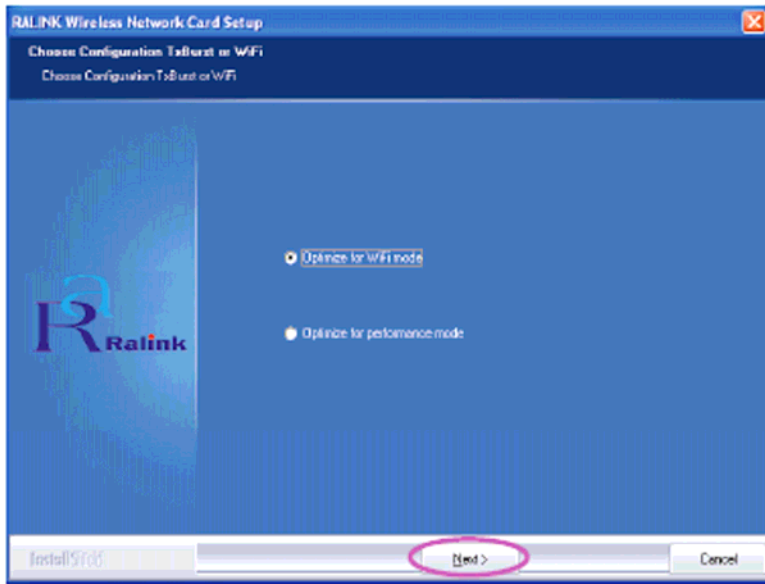 RALINK Wireless Network Card Setup
Choose Configuration TxBurst or WiFi
Choose Configuration TxBurst or WiFi
Optimize for WiFi mode
Optimize for performance mode
Ralink
InstallShield
Next >
Cancel